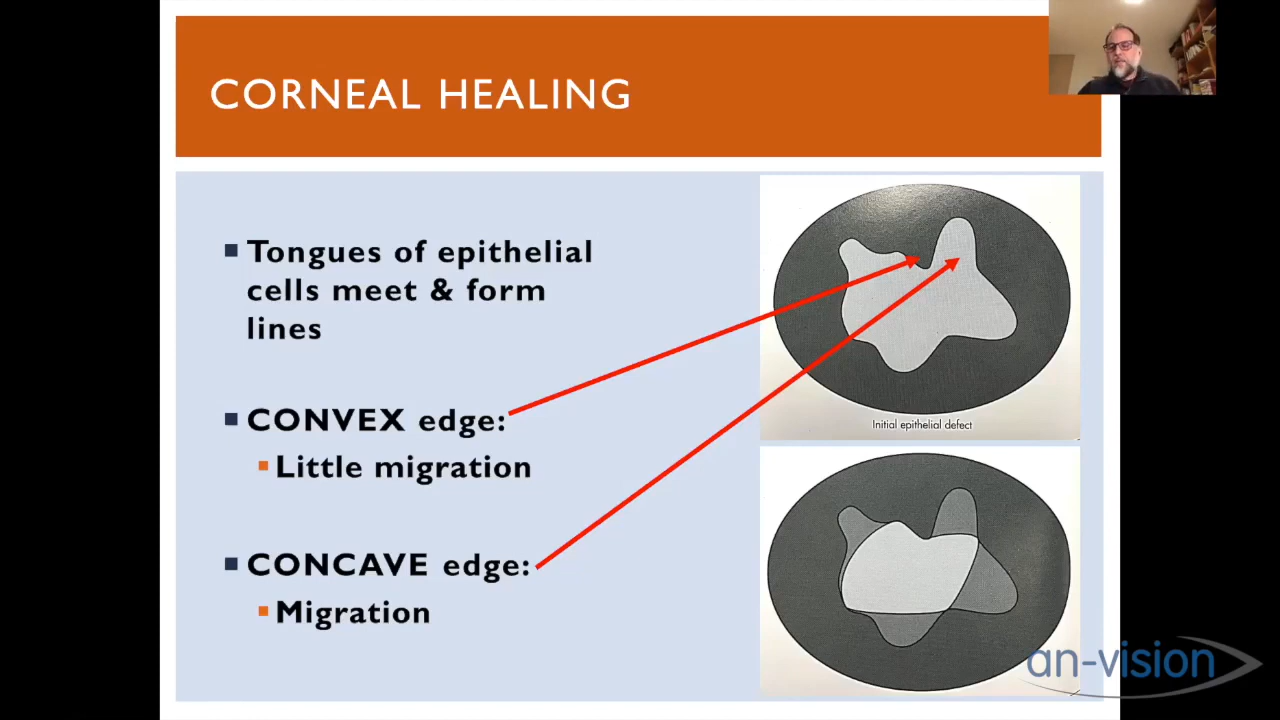 CORNEAL HEALING
Tongues of epithelial
cells meet & form
lines
CONVEX edge:
Little migration
CONCAVE edge:
Migration
Initial epithelial defect
an-vision